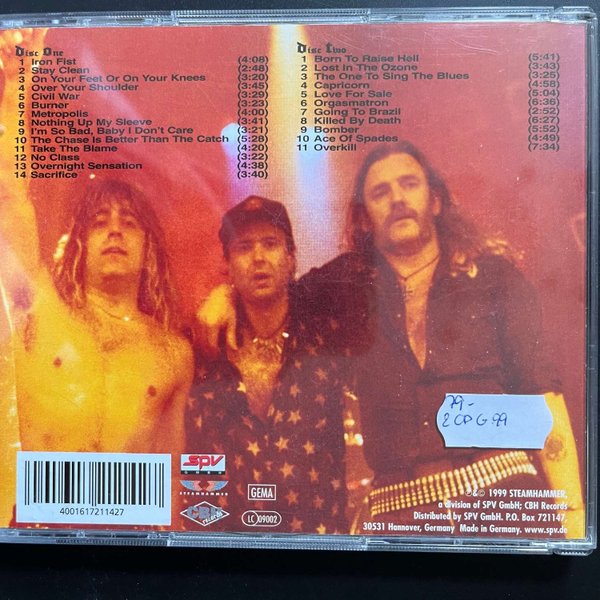 Disc One
1 Iron Fist (4:08)
2 Stay Clean (2:48)
3 On Your Feet Or On Your Knees (3:20)
4 Over Your Shoulder (3:45)
5 Civil War (3:29)
6 Burner (3:23)
7 Metropolis (4:00)
8 Nothing Up My Sleeve (3:41)
9 I'm So Bad, Baby I Don't Care (3:21)
10 The Chase Is Better Than The Catch (5:28)
11 Take The Blame (4:20)
12 No Class (3:22)
13 Overnight Sensation (4:38)
14 Sacrifice (3:40)
Disc Two
1 Born To Raise Hell (5:41)
2 Lost In The Ozone (3:43)
3 The One To Sing The Blues (3:25)
4 Capricorn (4:58)
5 Love For Sale (5:04)
6 Orgasmatron (6:36)
7 Going To Brazil (2:52)
8 Killed By Death (6:27)
9 Bomber (5:52)
10 Ace Of Spades (4:49)
11 Overkill (7:34)
79-
2 CD G 99
4001617211427
SPV
GMBH
STEAMHAMMER
CBH
RECORDS
GEMA
LC 09002
℗&© 1999 STEAMHAMMER,
a division of SPV GmbH; CBH Records
Distributed by SPV GmbH. P.O. Box 721147,
30531 Hannover, Germany Made in Germany. www.spv.de